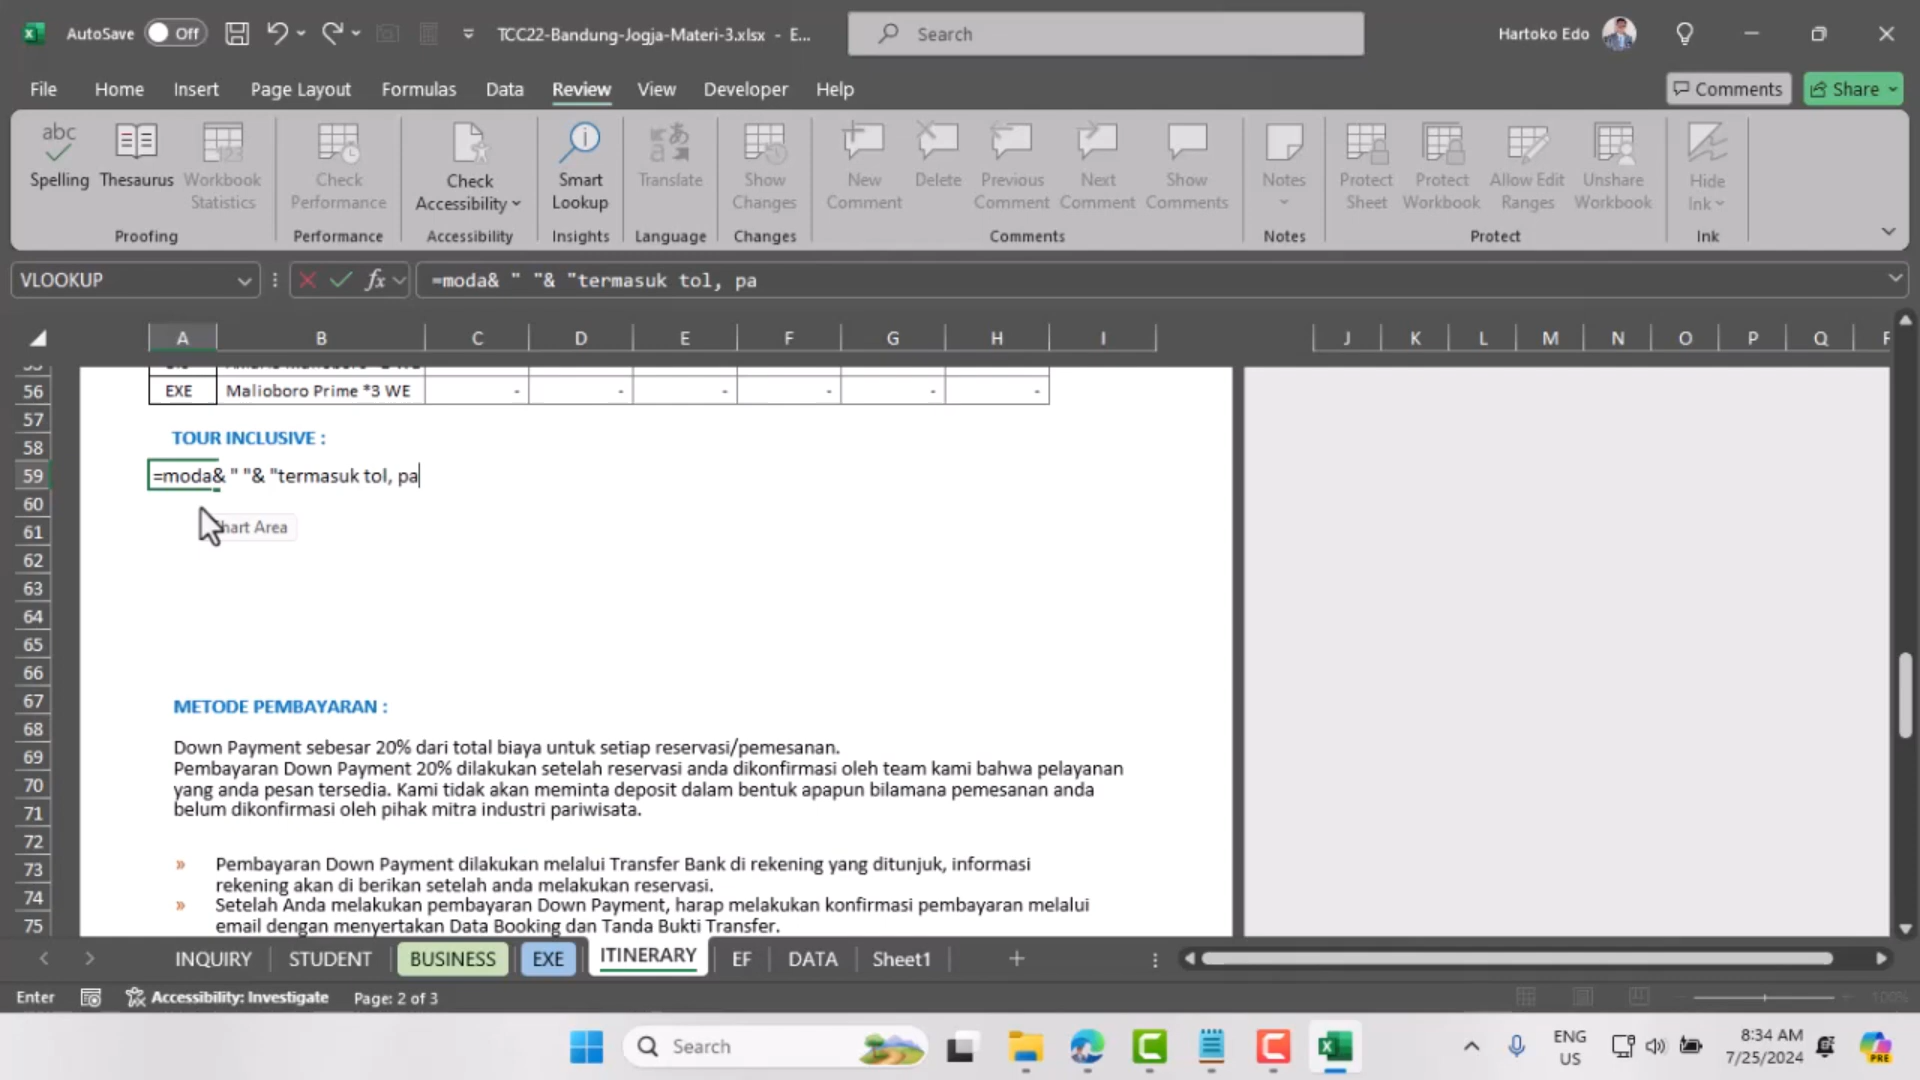 AutoSave Off TCC22-Bandung-Jogja-Materi-3.xlsx - E... Search Hartoko Edo
File Home Insert Page Layout Formulas Data Review View Developer Help Comments Share
abc
Spelling Thesaurus Workbook Statistics Check Performance Check Accessibility Smart Lookup Translate Show Changes New Comment Delete Previous Comment Next Comment Show Comments Notes Protect Sheet Protect Workbook Allow Edit Ranges Unshare Workbook Hide Ink
Proofing Performance Accessibility Insights Language Changes Comments Notes Protect Ink
VLOOKUP fx =moda& " "& "termasuk tol, pa
A B C D E F G H I J K L M N O P Q
56 EXE Malioboro Prime *3 WE - - - - - -
57
58 TOUR INCLUSIVE :
59 =moda& " "& "termasuk tol, pa
60
61 hart Area
62
63
64
65
66
67 METODE PEMBAYARAN :
68
69 Down Payment sebesar 20% dari total biaya untuk setiap reservasi/pemesanan.
Pembayaran Down Payment 20% dilakukan setelah reservasi anda dikonfirmasi oleh team kami bahwa pelayanan
70 yang anda pesan tersedia. Kami tidak akan meminta deposit dalam bentuk apapun bilamana pemesanan anda
71 belum dikonfirmasi oleh pihak mitra industri pariwisata.
72
73 » Pembayaran Down Payment dilakukan melalui Transfer Bank di rekening yang ditunjuk, informasi
rekening akan di berikan setelah anda melakukan reservasi.
74 » Setelah Anda melakukan pembayaran Down Payment, harap melakukan konfirmasi pembayaran melalui
75 email dengan menyertakan Data Booking dan Tanda Bukti Transfer.
INQUIRY STUDENT BUSINESS EXE ITINERARY EF DATA Sheet1 +
Enter Accessibility: Investigate Page: 2 of 3 100%
Search ENG US 8:34 AM 7/25/2024 PRE